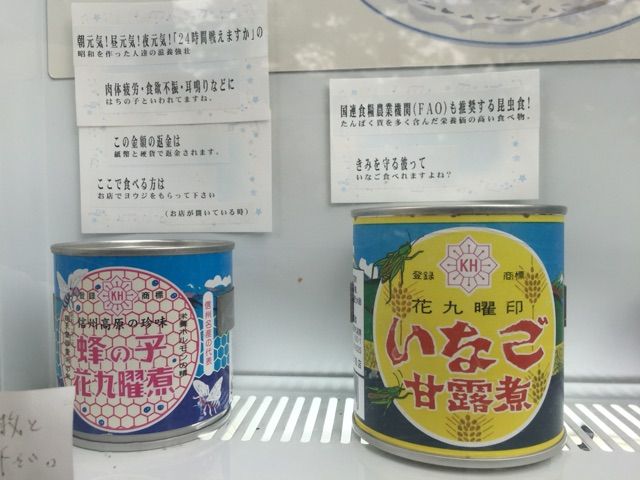 朝元気!昼元気!夜元気!「24時間戦えますか」の
昭和を作った人達の滋養強壮
肉体疲労・食欲不振・耳鳴りなどに
はちの子といわれてますね。
この金額の返金は
紙幣と硬貨で返金されます。
ここで食べる方は
お店でヨウジをもらって下さい
(お店が開いている時)
国連食糧農業機関(FAO)も推奨する昆虫食!
たんぱく質を多く含んだ栄養価の高い食べ物。
きみを守る彼って
いなご食べれますよね?
登録 KH 商標
信州高原の珍味
蜂の子
花九曜煮
信州名産の代表
KH
登録 商標
花九曜印
いなご
甘露煮